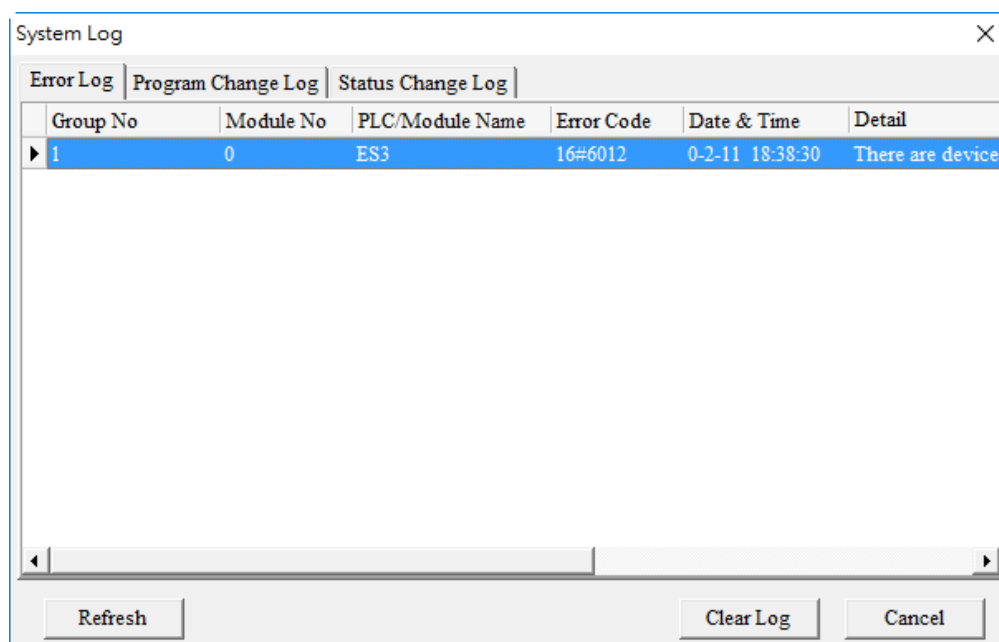 System Log
Error Log Program Change Log Status Change Log
Group No Module No PLC/Module Name Error Code Date & Time Detail
1 0 ES3 16#6012 0-2-11 18:38:30 There are device
Refresh Clear Log Cancel